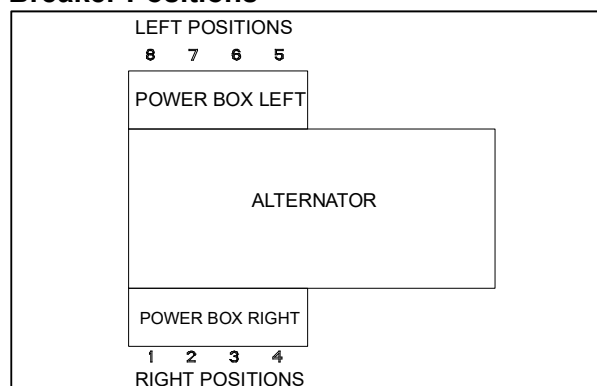 Breaker Positions
LEFT POSITIONS
8 7 6 5
POWER BOX LEFT
ALTERNATOR
POWER BOX RIGHT
1 2 3 4
RIGHT POSITIONS